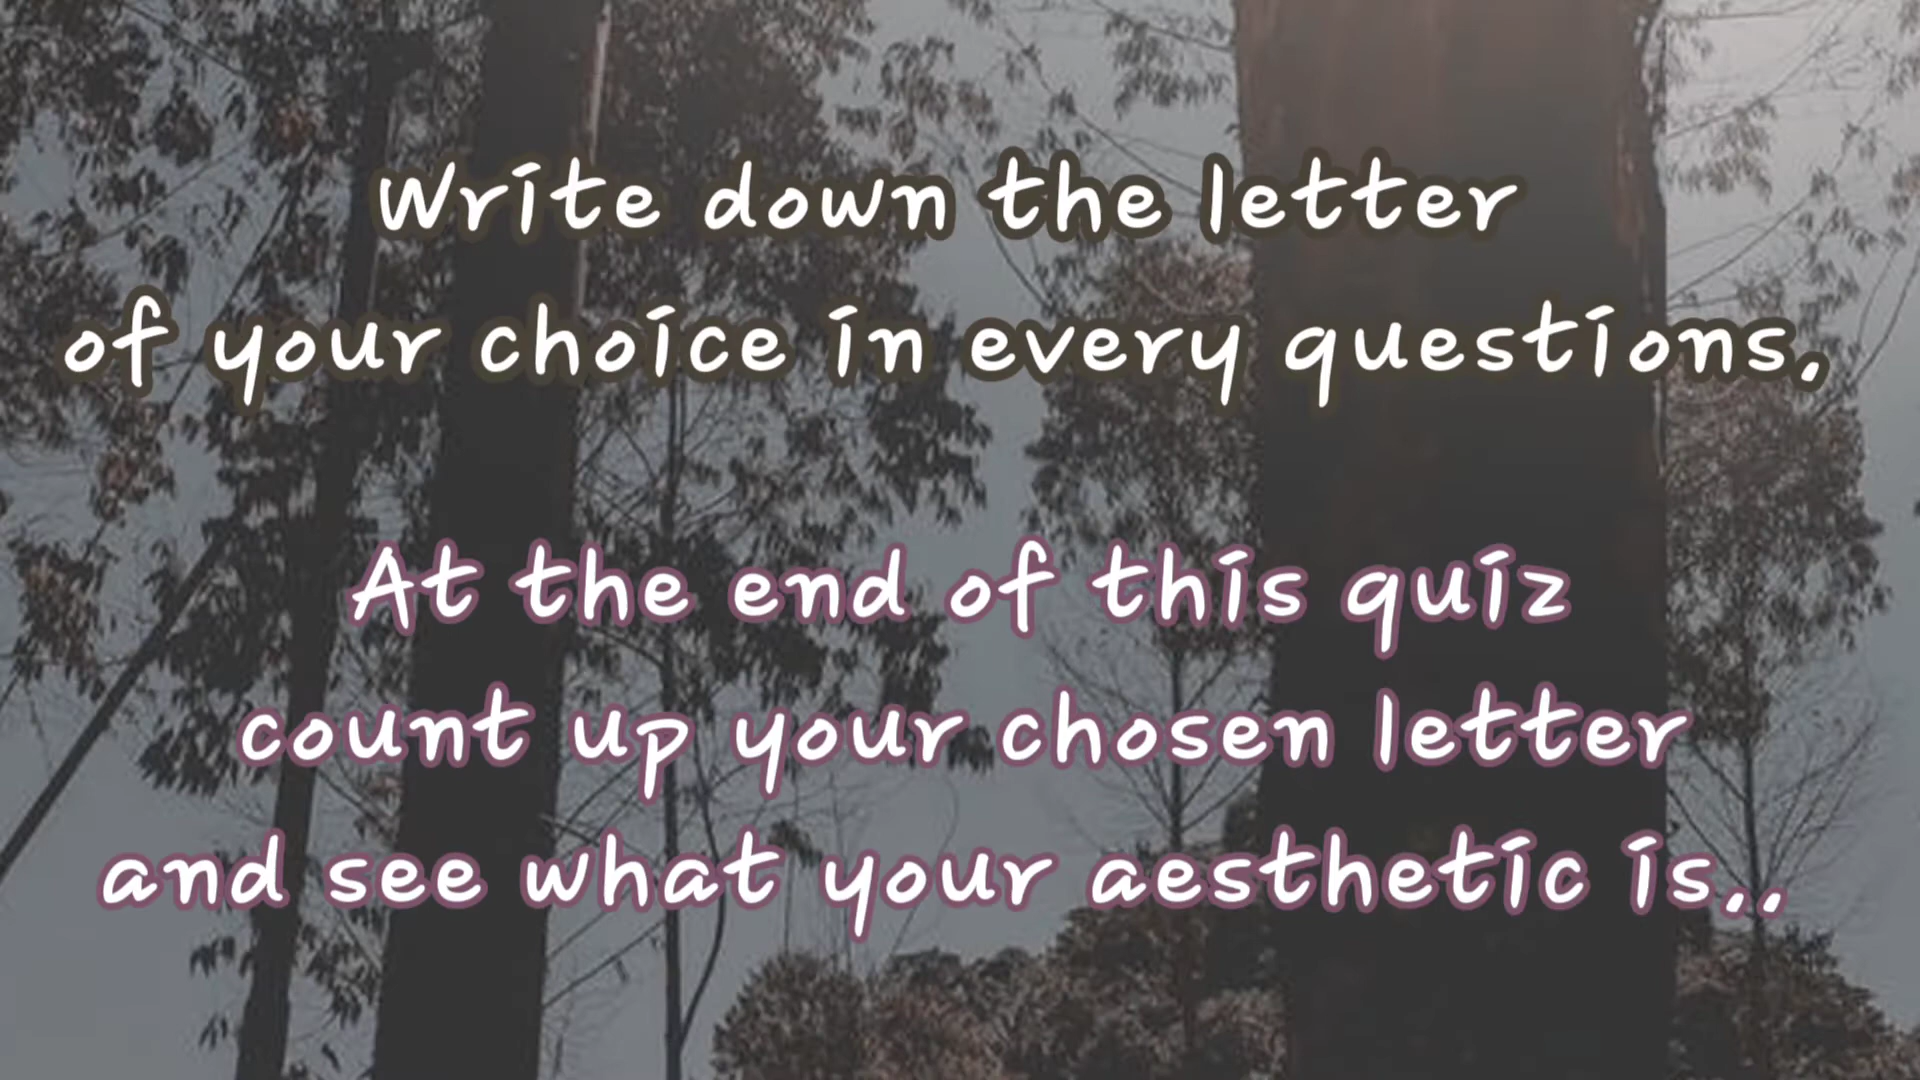 Write down the letter
of your choice in every questions.
At the end of this quiz
count up your chosen letter
and see what your aesthetic is..